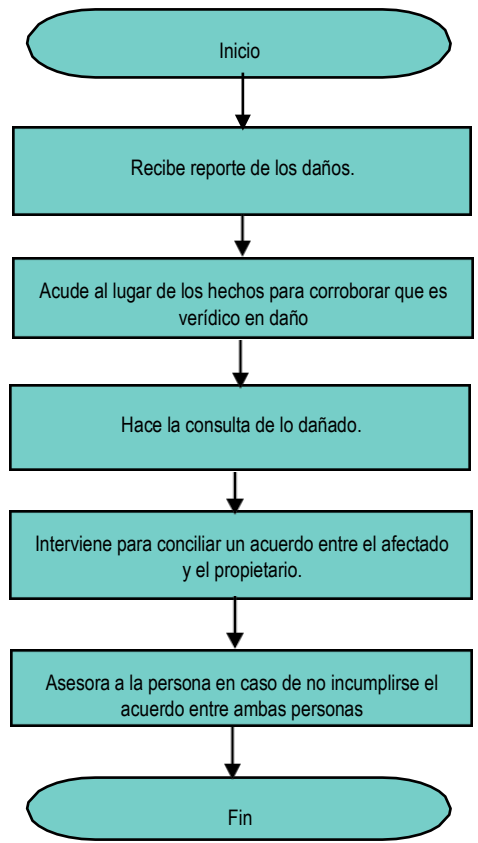 Inicio
Recibe reporte de los daños.
Acude al lugar de los hechos para corroborar que es
verídico en daño
Hace la consulta de lo dañado.
Interviene para conciliar un acuerdo entre el afectado
y el propietario.
Asesora a la persona en caso de no incumplirse el
acuerdo entre ambas personas
Fin